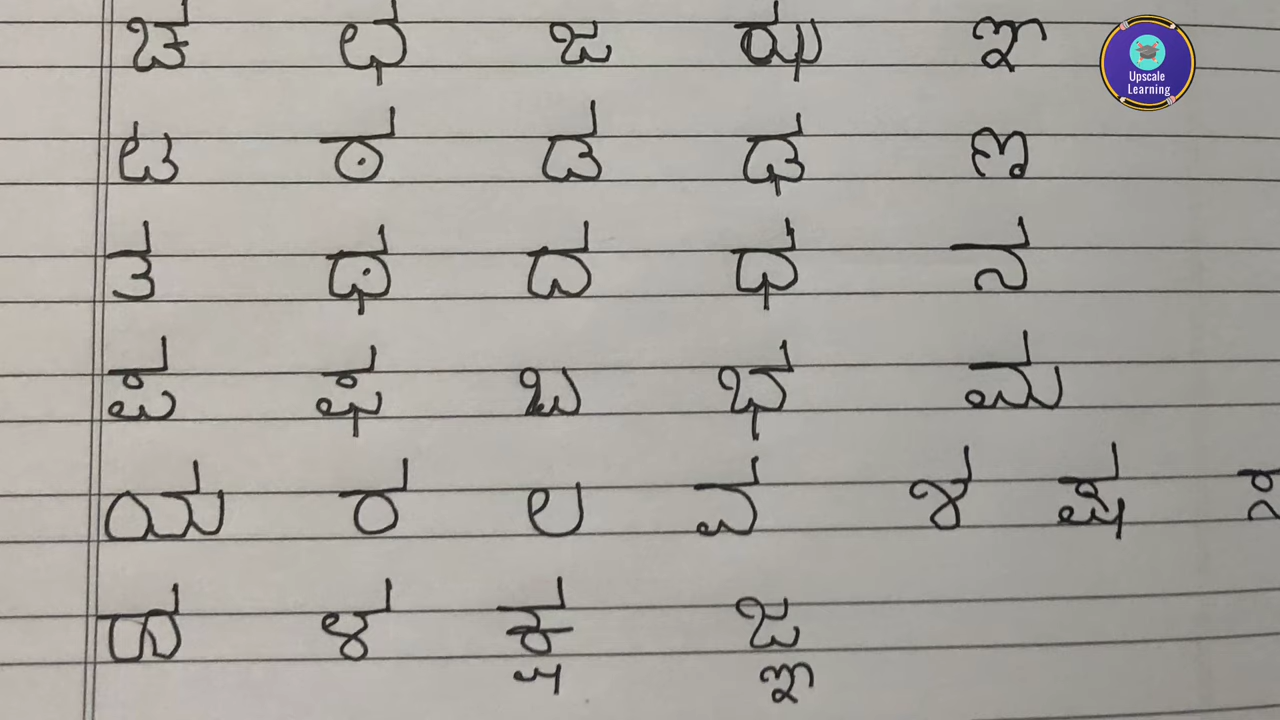 ಚ ಛ ಜ ಝ ಞ
Upscale
Learning
ಟ ಠ ಡ ಢ ಣ
ತ ಥ ದ ಧ ನ
ಪ ಫ ಬ ಭ ಮ
ಯ ರ ಲ ವ ಶ ಷ ಸ
ಹ ಳ ಕ್ಷ ಜ್ಞ